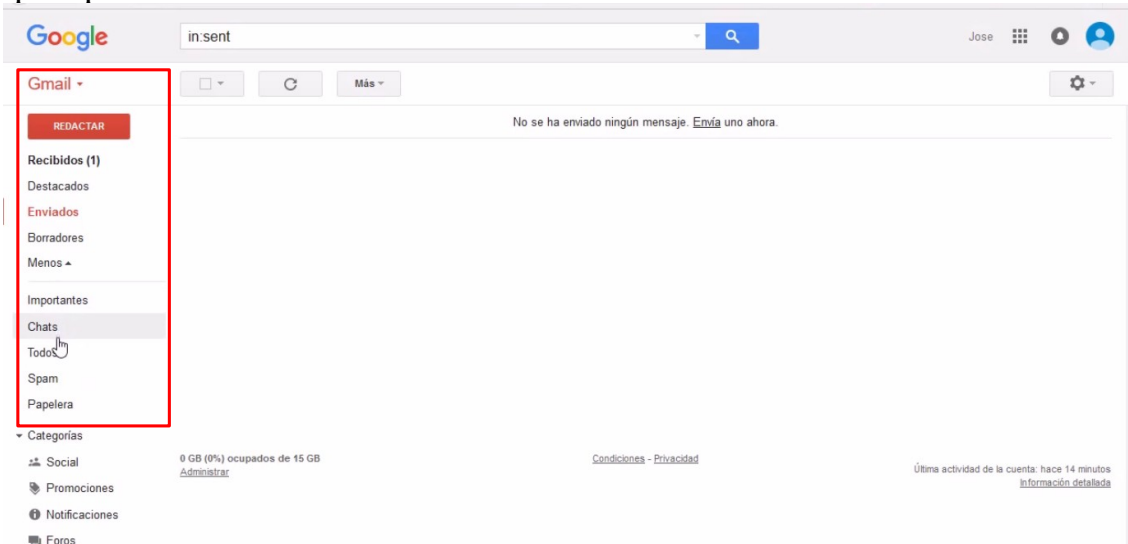 Google
in:sent
Jose
Gmail
Más
REDACTAR
No se ha enviado ningún mensaje. Envía uno ahora.
Recibidos (1)
Destacados
Enviados
Borradores
Menos
Importantes
Chats
Todos
Spam
Papelera
Categorías
Social
Promociones
Notificaciones
Foros
0 GB (0%) ocupados de 15 GB
Administrar
Condiciones - Privacidad
Última actividad de la cuenta: hace 14 minutos
Información detallada